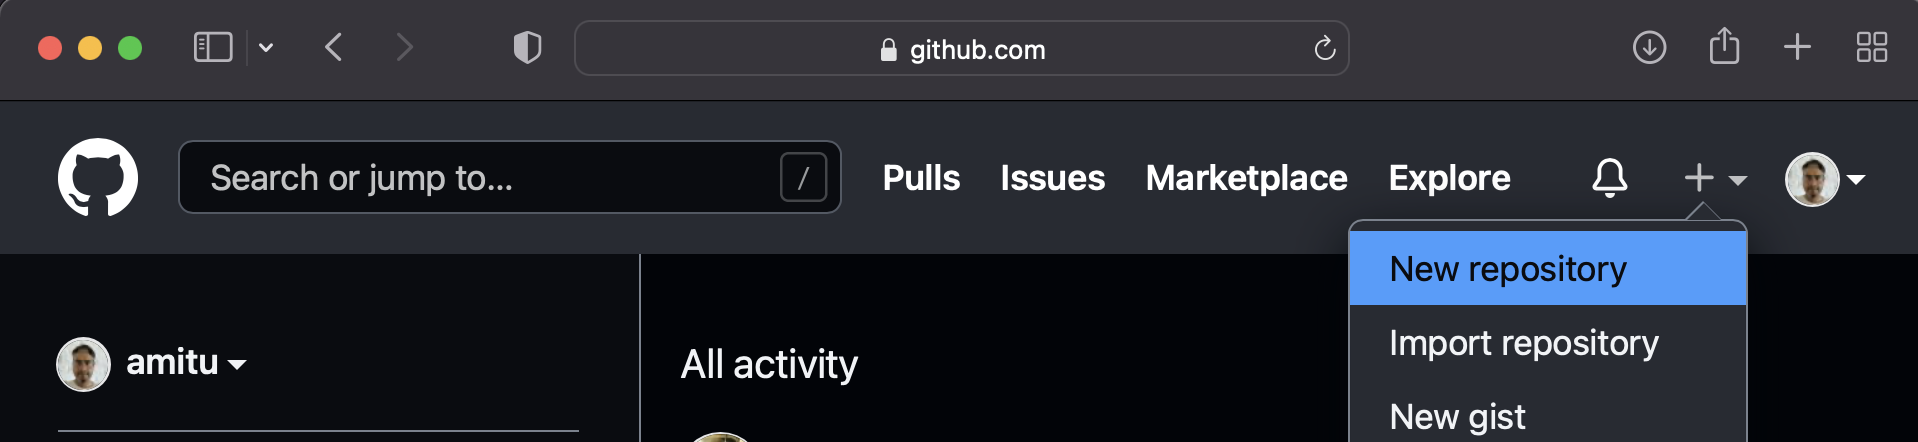 github.com
Search or jump to... /
Pulls Issues Marketplace Explore
New repository
Import repository
New gist
amitu
All activity